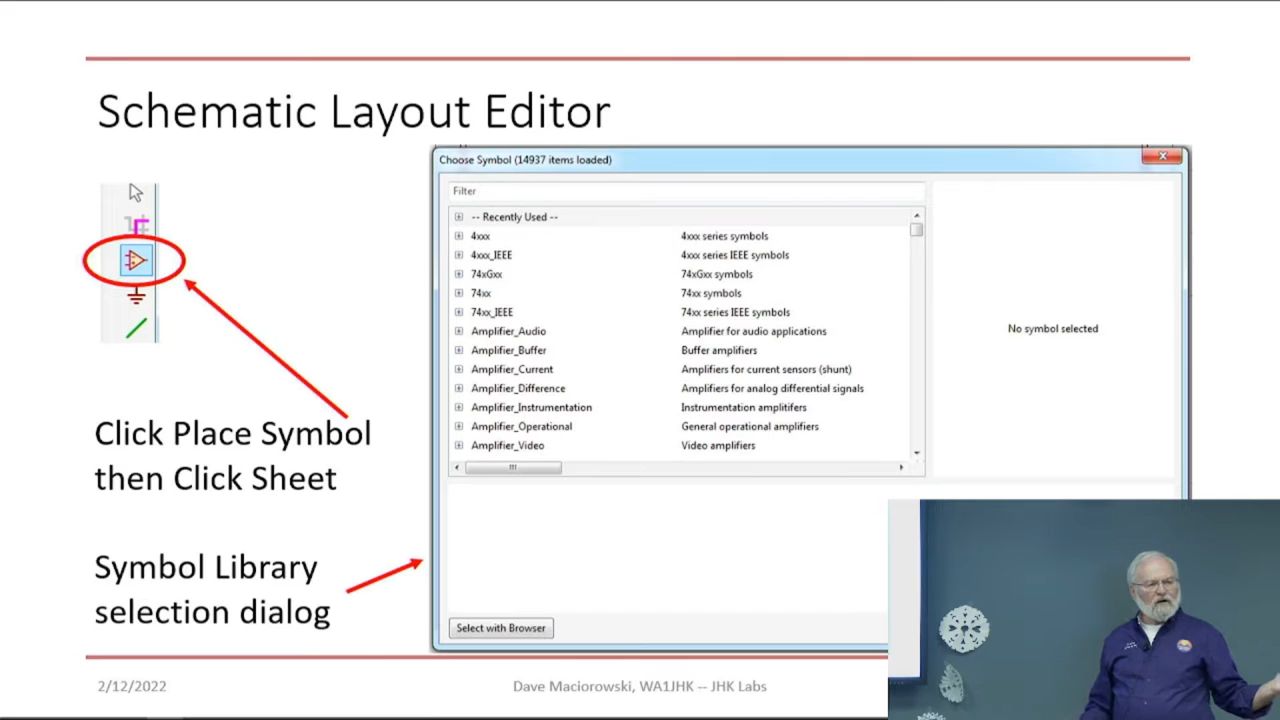 Schematic Layout Editor
Choose Symbol (14937 items loaded)
Filter
-- Recently Used --
4xxx 4xxx series symbols
4xxx_IEEE 4xxx series IEEE symbols
74xGxx 74xGxx symbols
74xx 74xx symbols
74xx_IEEE 74xx series IEEE symbols
Amplifier_Audio Amplifier for audio applications
Amplifier_Buffer Buffer amplifiers
Amplifier_Current Amplifiers for current sensors (shunt)
Amplifier_Difference Amplifiers for analog differential signals
Amplifier_Instrumentation Instrumentation amplitifers
Amplifier_Operational General operational amplifiers
Amplifier_Video Video amplifiers
No symbol selected
Click Place Symbol
then Click Sheet
Symbol Library
selection dialog
Select with Browser
2/12/2022
Dave Maciorowski, WA1JHK -- JHK Labs